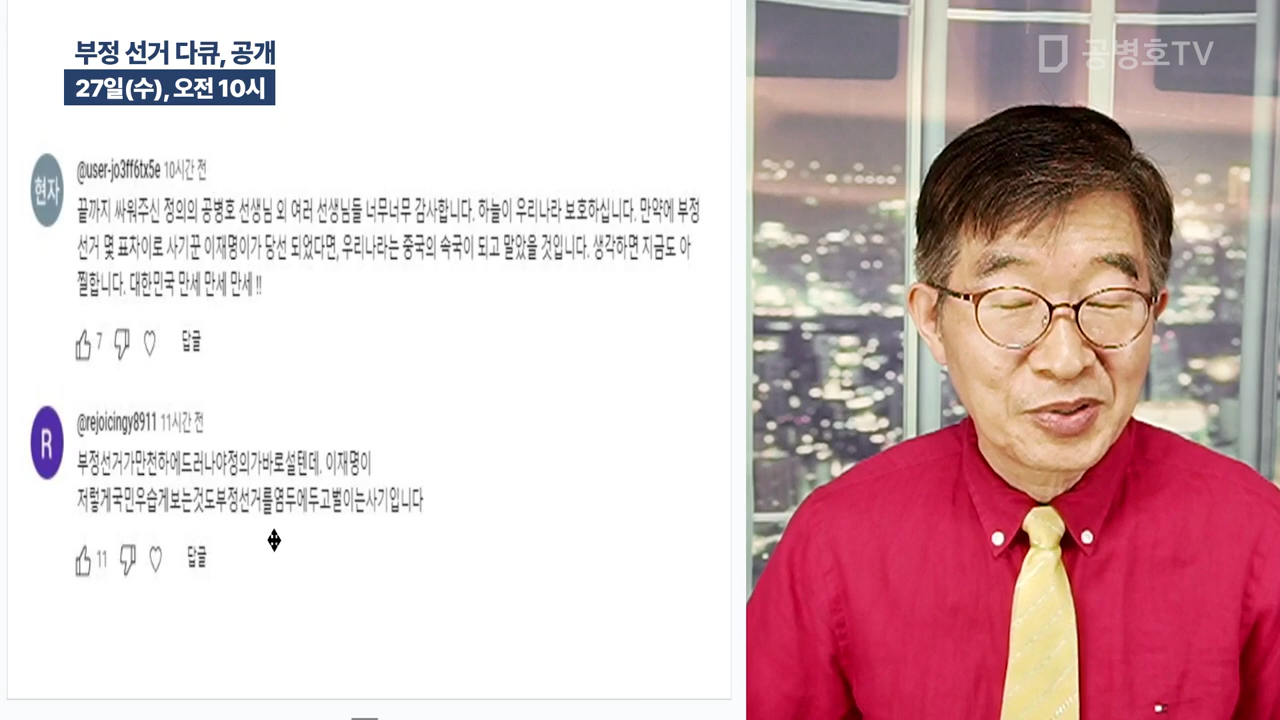 부정 선거 다큐, 공개
27일(수), 오전 10시
공병호TV
현자
@user-jo3ff6tx5e 10시간 전
끝까지 싸워주신 정의의 공병호 선생님 외 여러 선생님들 너무너무 감사합니다. 하늘이 우리나라 보호하십니다. 만약에 부정
선거 몇 표차이로 사기꾼 이재명이가 당선 되었다면, 우리나라는 중국의 속국이 되고 말았을 것입니다. 생각하면 지금도 아
찔합니다. 대한민국 만세 만세 만세 !!
7 답글
R
@rejoicingy8911 11시간 전
부정선거가만천하에드러나야정의가바로설텐데. 이재명이
저렇게국민우습게보는것도부정선거를염두에두고벌이는사기입니다
11 답글